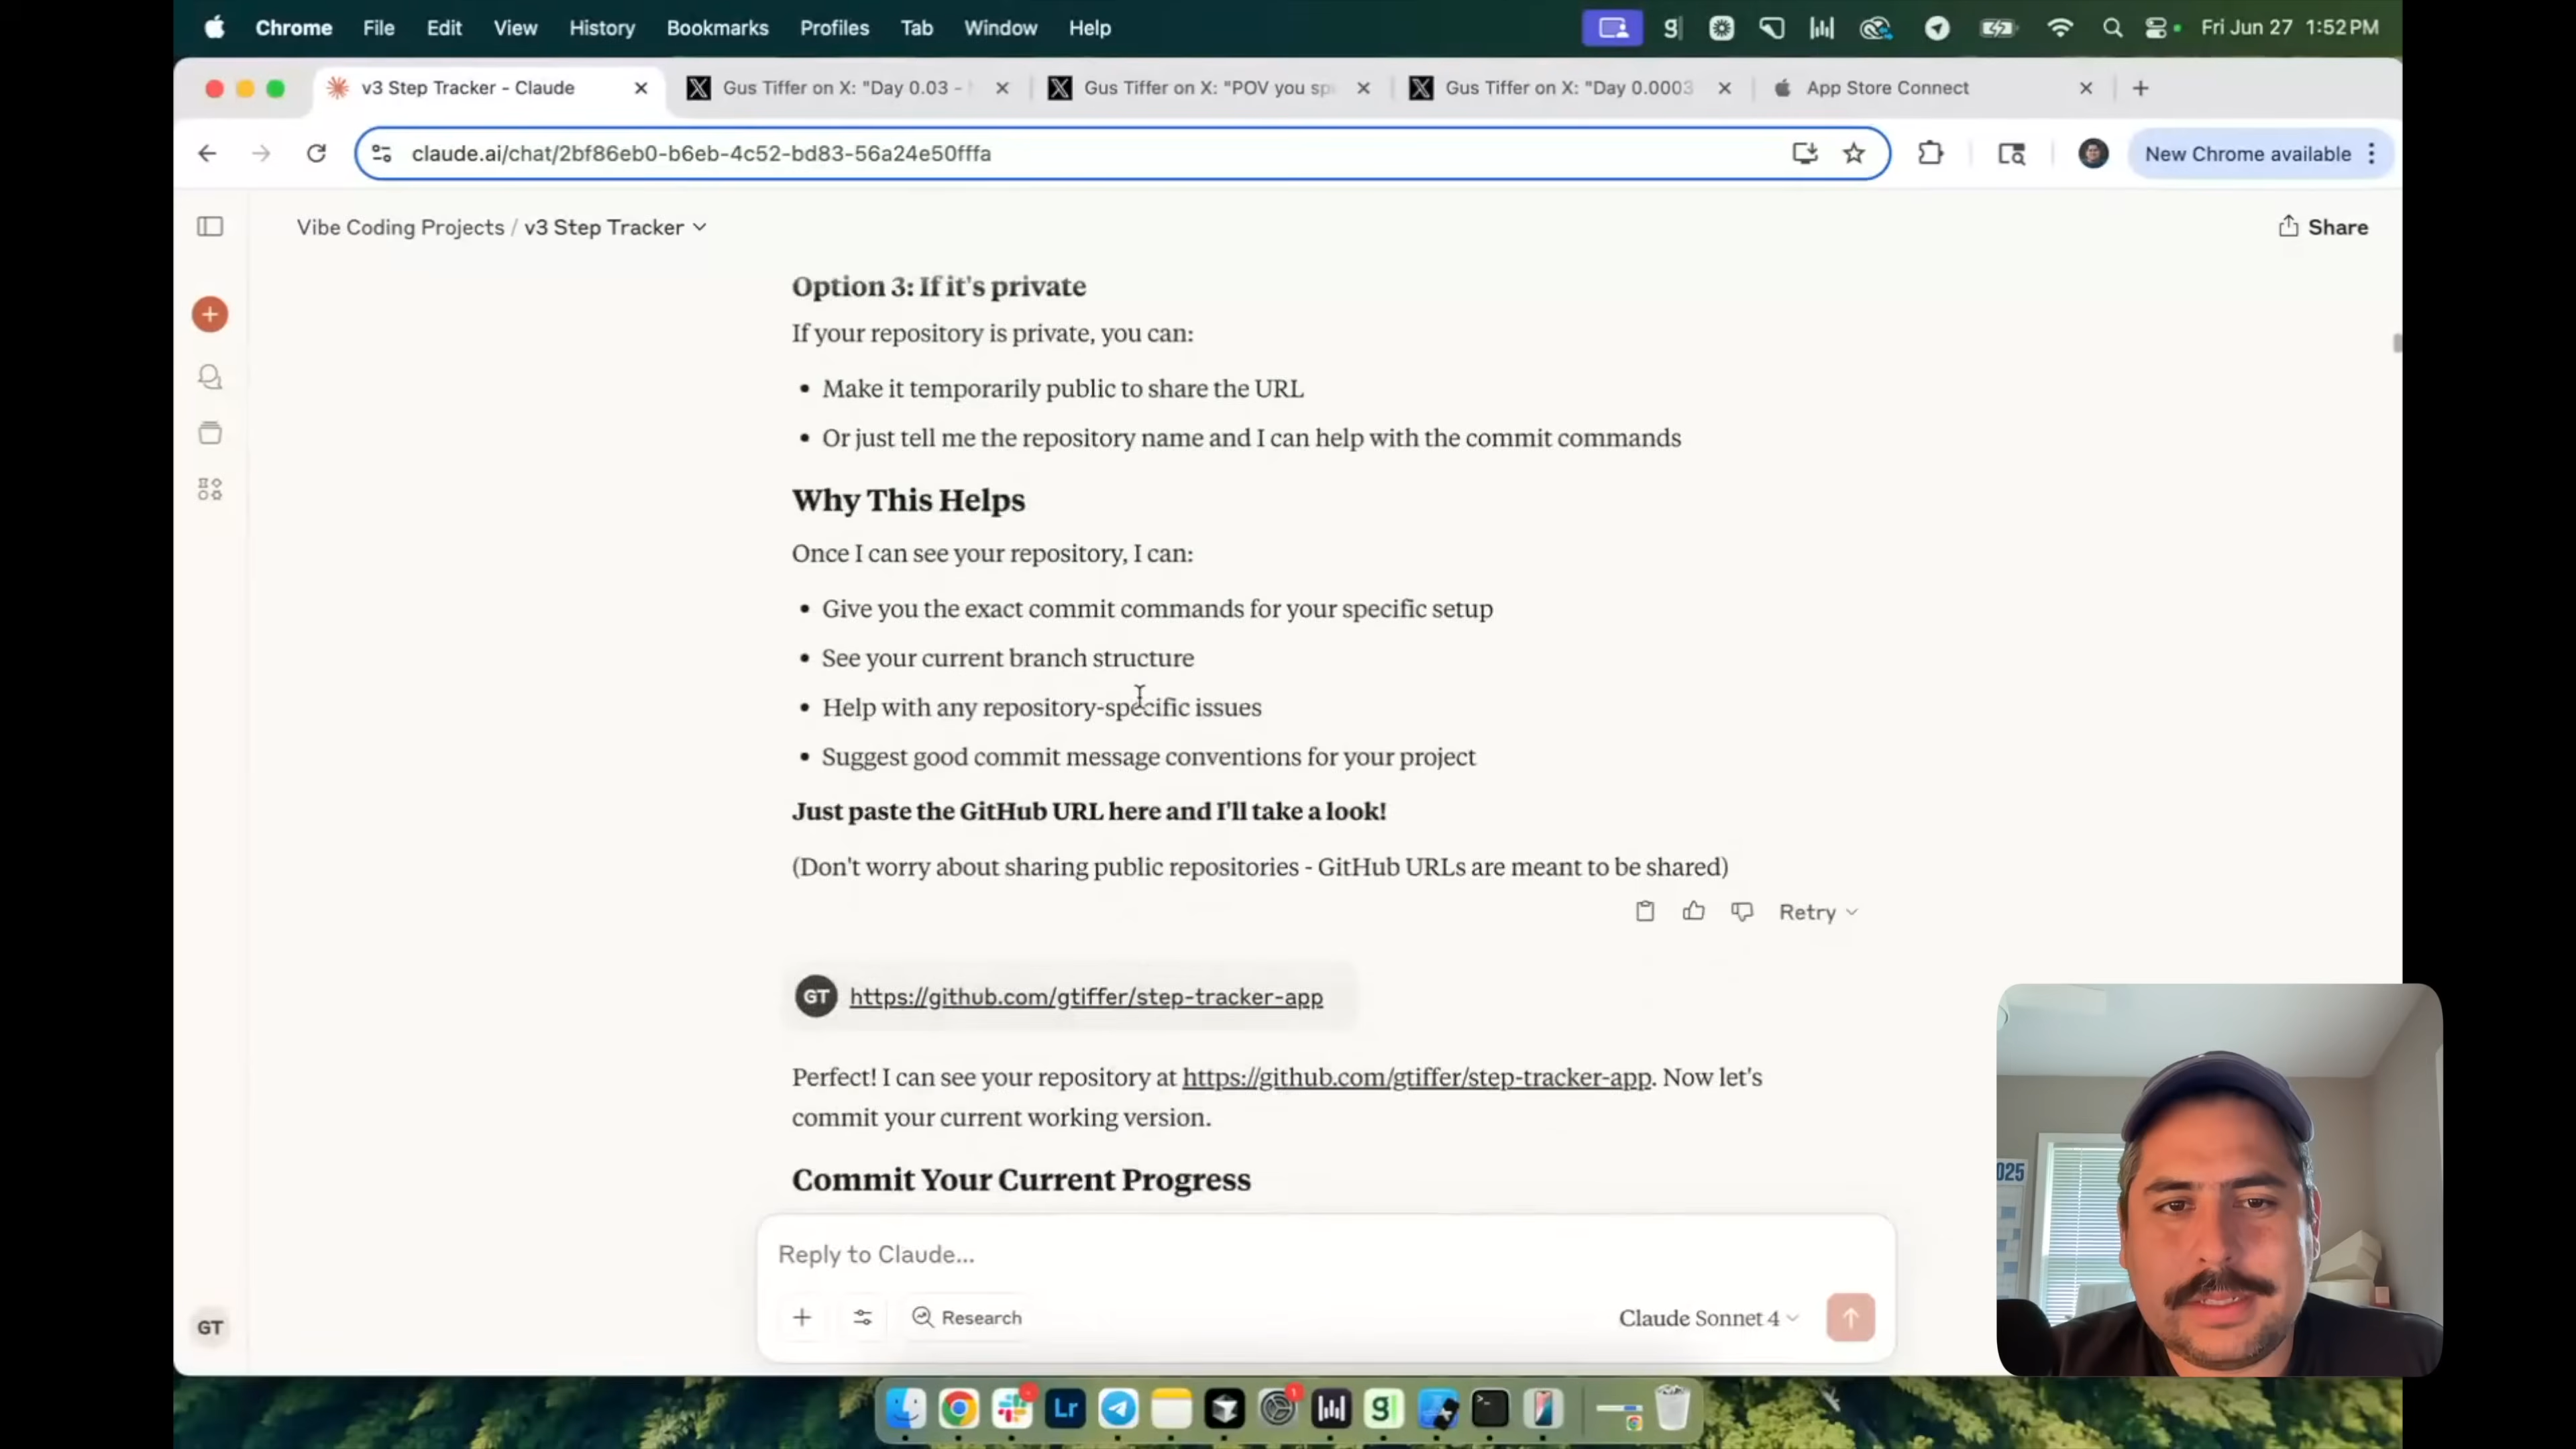 Chrome File Edit View History Bookmarks Profiles Tab Window Help Fri Jun 27 1:52 PM
v3 Step Tracker - Claude
Gus Tiffer on X: "Day 0.03 -
Gus Tiffer on X: "POV you sp
Gus Tiffer on X: "Day 0.0003
App Store Connect
claude.ai/chat/2bf86eb0-b6eb-4c52-bd83-56a24e50fffa
New Chrome available
Vibe Coding Projects / v3 Step Tracker
Share
Option 3: If it's private
If your repository is private, you can:
• Make it temporarily public to share the URL
• Or just tell me the repository name and I can help with the commit commands
Why This Helps
Once I can see your repository, I can:
• Give you the exact commit commands for your specific setup
• See your current branch structure
• Help with any repository-specific issues
• Suggest good commit message conventions for your project
Just paste the GitHub URL here and I'll take a look!
(Don't worry about sharing public repositories - GitHub URLs are meant to be shared)
Retry
GT https://github.com/gtiffer/step-tracker-app
Perfect! I can see your repository at https://github.com/gtiffer/step-tracker-app. Now let's
commit your current working version.
Commit Your Current Progress
Reply to Claude...
Research
Claude Sonnet 4
GT
025
Lr